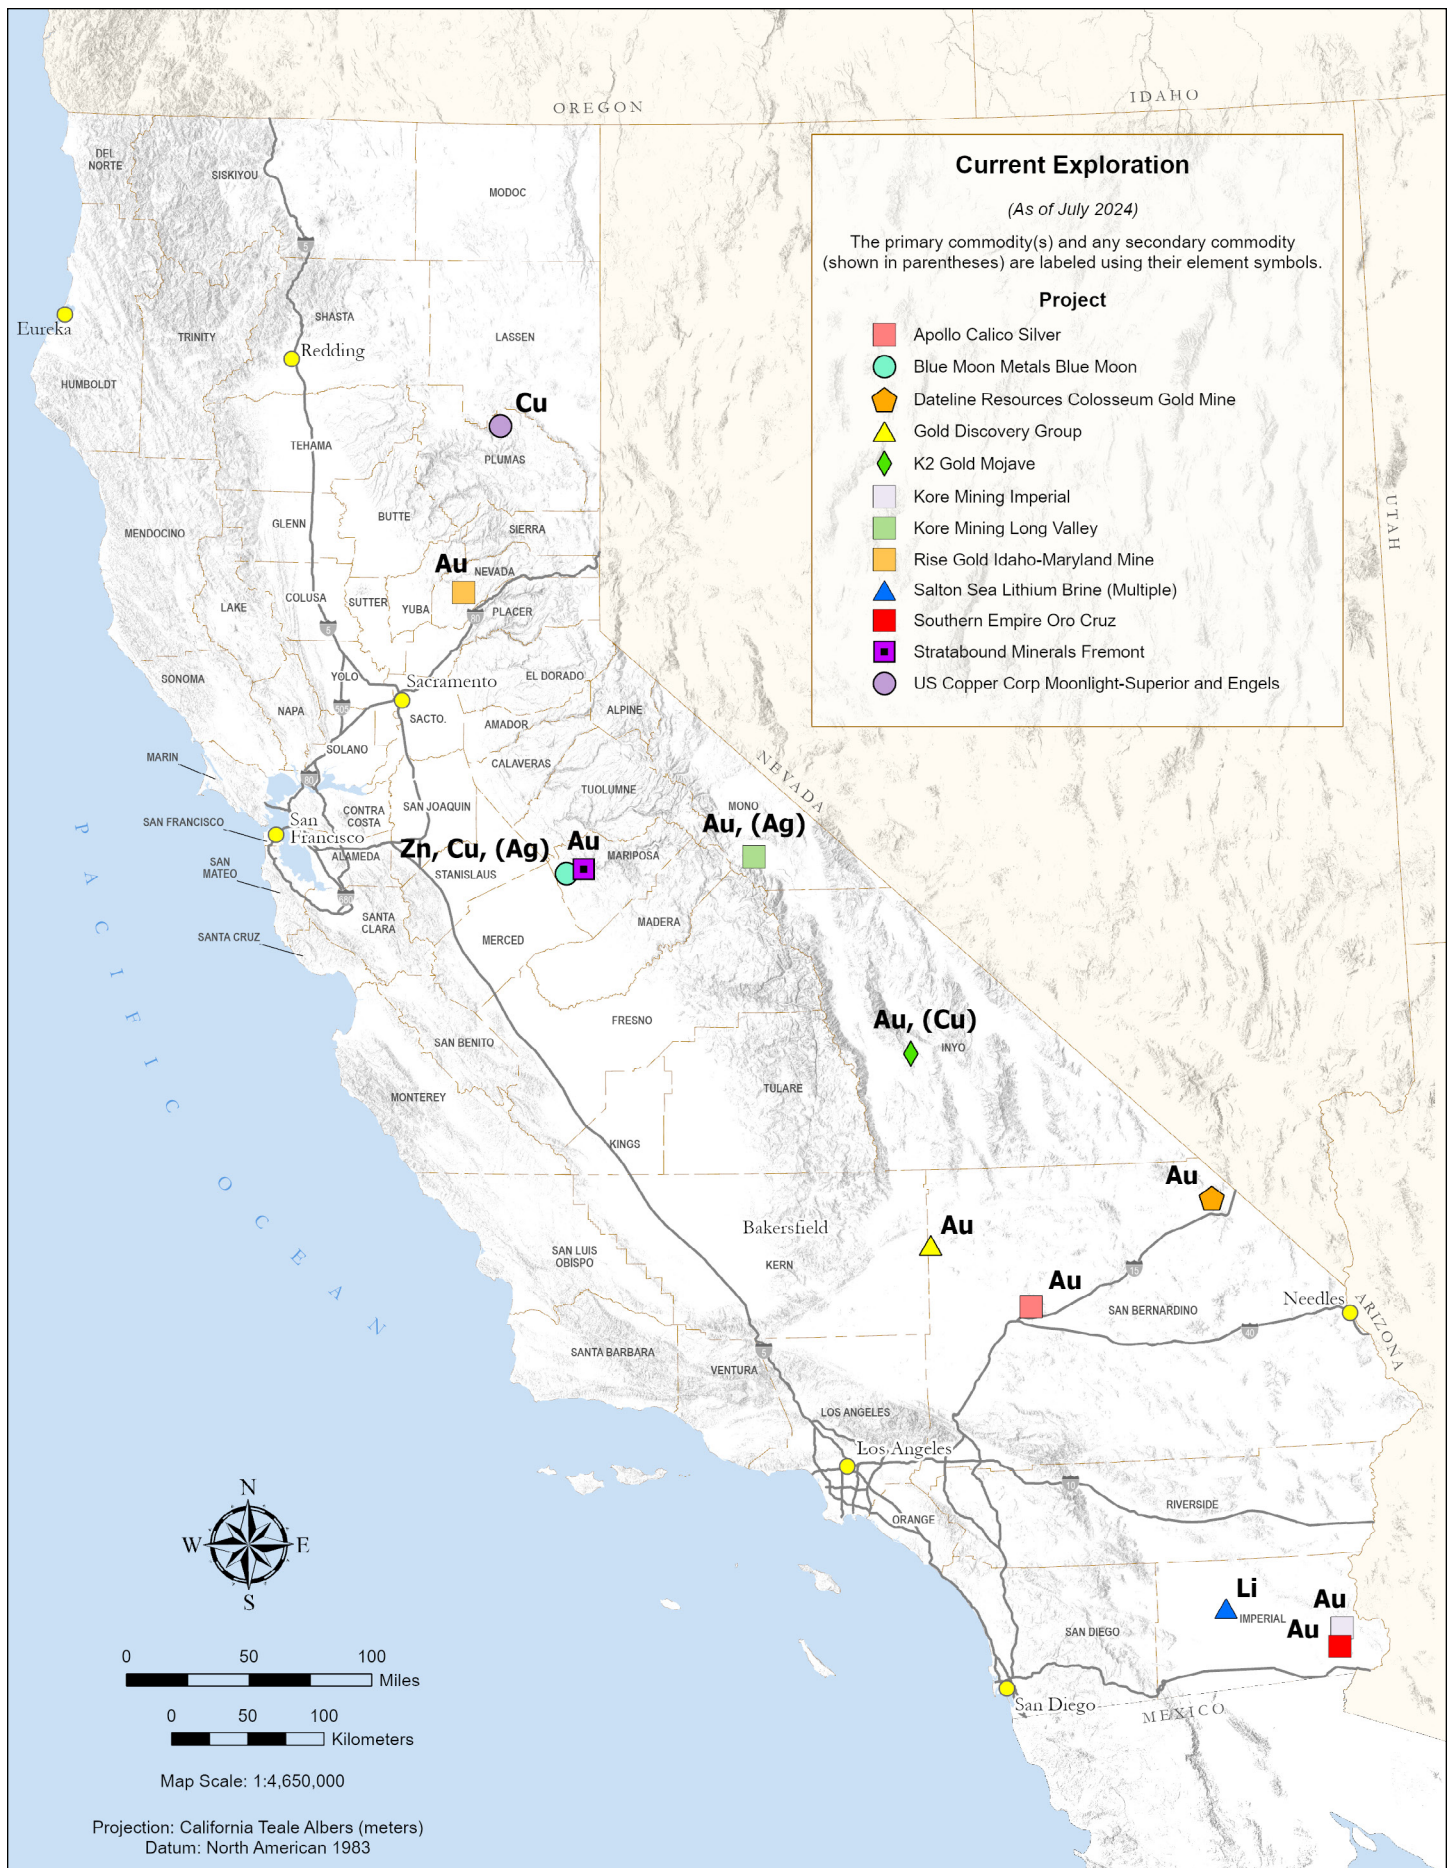 OREGON
IDAHO
DEL
NORTE
SISKIYOU
MODOC
5
Current Exploration
(As of July 2024)
The primary commodity(s) and any secondary commodity
(shown in parentheses) are labeled using their element symbols.
Project
Apollo Calico Silver
Blue Moon Metals Blue Moon
Dateline Resources Colosseum Gold Mine
Gold Discovery Group
K2 Gold Mojave
Kore Mining Imperial
Kore Mining Long Valley
Rise Gold Idaho-Maryland Mine
Salton Sea Lithium Brine (Multiple)
Southern Empire Oro Cruz
Stratabound Minerals Fremont
US Copper Corp Moonlight-Superior and Engels
UTAH
Eureka
TRINITY
SHASTA
LASSEN
Redding
HUMBOLDT
Cu
TEHAMA
PLUMAS
MENDOCINO
GLENN
BUTTE
SIERRA
Au
NEVADA
LAKE
COLUSA
SUTTER
YUBA
PLACER
80
5
SONOMA
YOLO
Sacramento
EL DORADO
NAPA
505
SACTO.
AMADOR
ALPINE
SOLANO
CALAVERAS
MARIN
80
NEVADA
TUOLUMNE
MONO
SAN FRANCISCO
San
Francisco
CONTRA
COSTA
SAN JOAQUIN
Au, (Ag)
Zn, Cu, (Ag)
Au
ALAMEDA
MARIPOSA
SAN
MATEO
STANISLAUS
680
SANTA
CLARA
MADERA
SANTA CRUZ
MERCED
PACIFIC OCEAN
FRESNO
Au, (Cu)
INYO
SAN BENITO
MONTEREY
TULARE
KINGS
Au
Bakersfield
Au
SAN LUIS
OBISPO
KERN
15
Au
SAN BERNARDINO
Needles
ARIZONA
40
SANTA BARBARA
VENTURA
5
LOS ANGELES
Los Angeles
10
RIVERSIDE
ORANGE
Li
Au
IMPERIAL
Au
SAN DIEGO
San Diego
MEXICO
N
W
E
S
0 50 100
Miles
0 50 100
Kilometers
Map Scale: 1:4,650,000
Projection: California Teale Albers (meters)
Datum: North American 1983